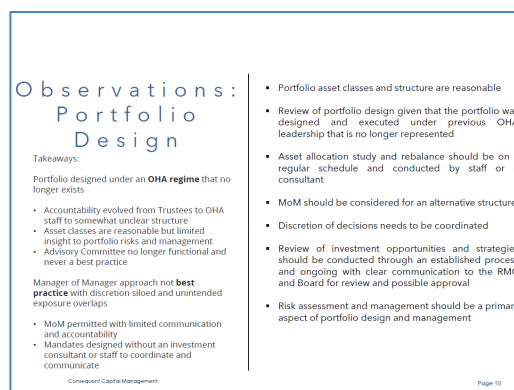 Observations:
Portfolio
Design
Takeaways:
Portfolio designed under an OHA regime that no
longer exists
• Accountability evolved from Trustees to OHA
staff to somewhat unclear structure
• Asset classes are reasonable but limited
insight to portfolio risks and management
• Advisory Committee no longer functional and
never a best practice
Manager of Manager approach not best
practice with discretion siloed and unintended
exposure overlaps
• MoM permitted with limited communication
and accountability
• Mandates designed without an investment
consultant or staff to coordinate and
communicate
▪ Portfolio asset classes and structure are reasonable
▪ Review of portfolio design given that the portfolio wa
designed and executed under previous OHA
leadership that is no longer represented
▪ Asset allocation study and rebalance should be on
regular schedule and conducted by staff or
consultant
▪ MoM should be considered for an alternative structure
▪ Discretion of decisions needs to be coordinated
▪ Review of investment opportunities and strategie
should be conducted through an established proces
and ongoing with clear communication to the RMC
and Board for review and possible approval
▪ Risk assessment and management should be a primar
aspect of portfolio design and management
Consequent Capital Management
Page 10